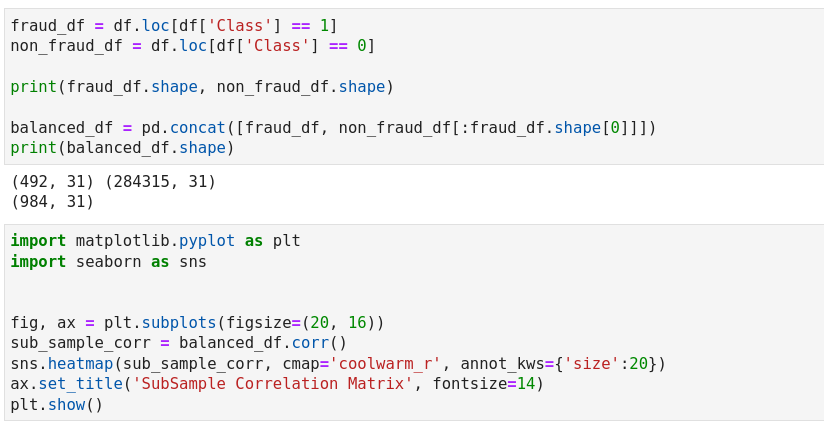 fraud_df = df.loc[df['Class'] == 1]
non_fraud_df = df.loc[df['Class'] == 0]
print(fraud_df.shape, non_fraud_df.shape)
balanced_df = pd.concat([fraud_df, non_fraud_df[:fraud_df.shape[0]]])
print(balanced_df.shape)
(492, 31) (284315, 31)
(984, 31)
import matplotlib.pyplot as plt
import seaborn as sns
fig, ax = plt.subplots(figsize=(20, 16))
sub_sample_corr = balanced_df.corr()
sns.heatmap(sub_sample_corr, cmap='coolwarm_r', annot_kws={'size':20})
ax.set_title('SubSample Correlation Matrix', fontsize=14)
plt.show()